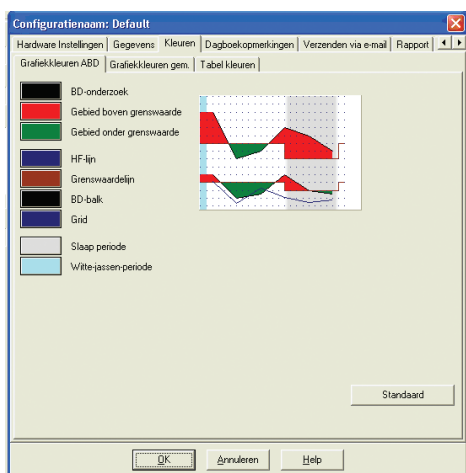 Configuratienaam: Default
Hardware Instellingen Gegevens Kleuren Dagboekopmerkingen Verzenden via e-mail Rapport
Grafiekkleuren ABD Grafiekkleuren gem. Tabel kleuren
BD-onderzoek
Gebied boven grenswaarde
Gebied onder grenswaarde
HF-lijn
Grenswaardelijn
BD-balk
Grid
Slaap periode
Witte-jassen-periode
Standaard
OK Annuleren Help